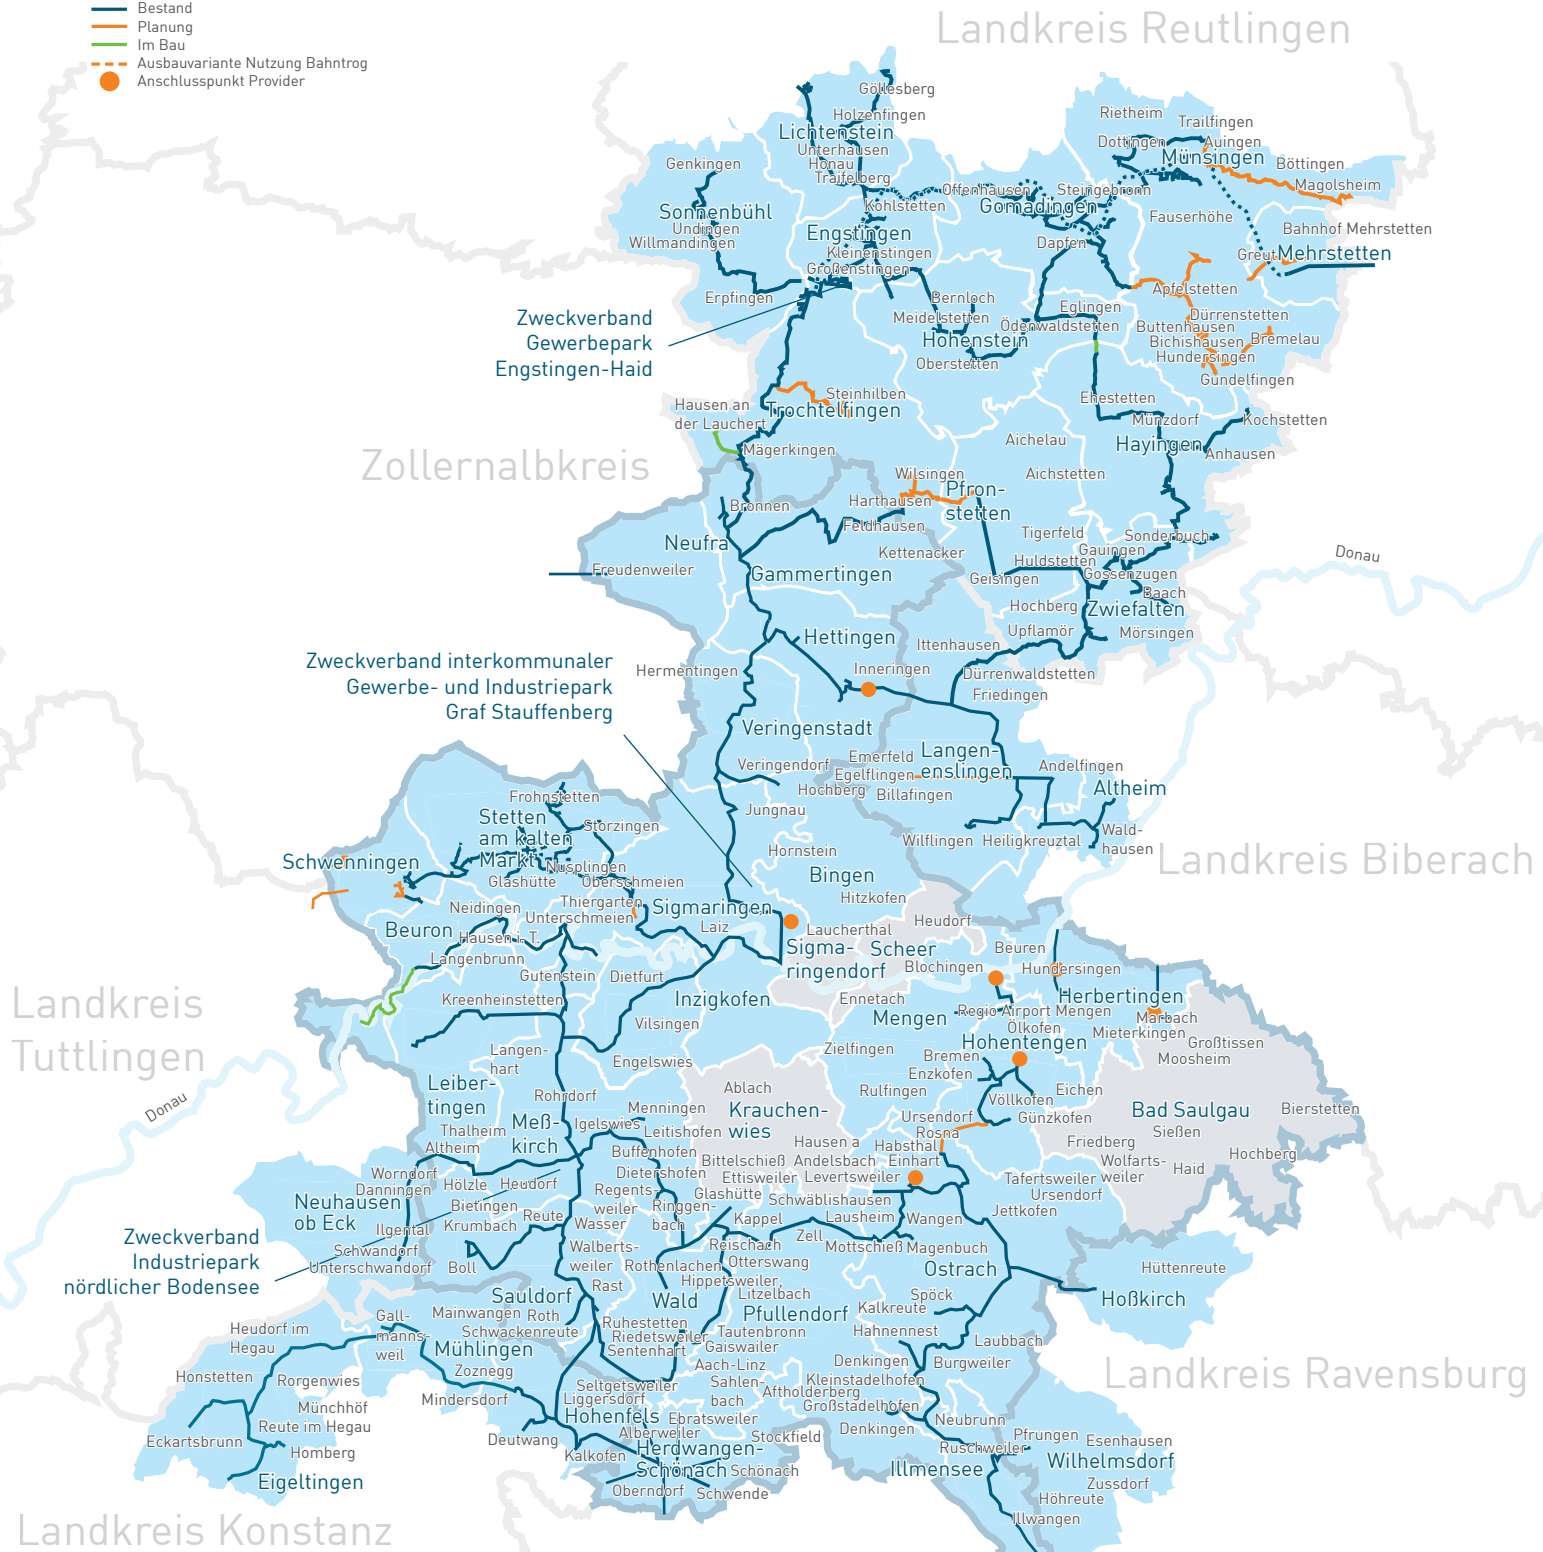 Bestand
Planung
Im Bau
Ausbauvariante Nutzung Bahntrog
Anschlusspunkt Provider
Landkreis Reutlingen
Göllesberg
Holzenfingen
Lichtenstein
Unterhausen
Honau
Traifelberg
Genkingen
Sonnenbühl
Undingen
Willmandingen
Erpfingen
Kohlstetten
Engstingen
Kleinenstingen
Großenstingen
Offenhausen
Gomadingen
Steingebronn
Dapfen
Rietheim
Trailfingen
Dottingen
Auingen
Münsingen
Böttingen
Magolsheim
Fauserhöhe
Bahnhof Mehrstetten
Greut
Mehrstetten
Apfelstetten
Dürrenstetten
Buttenhausen
Bichishausen
Bremelau
Hundersingen
Gundelfingen
Zweckverband
Gewerbepark
Engstingen-Haid
Bernloch
Meidelstetten
Eglingen
Ödenwaldstetten
Hohenstein
Oberstetten
Steinhilben
Trochtelfingen
Hausen an
der Lauchert
Mägerkingen
Ehestetten
Münzdorf
Kochstetten
Hayingen
Anhausen
Aichelau
Aichstetten
Zollernalbkreis
Wilsingen
Pfron-
stetten
Harthausen
Bronnen
Feldhausen
Neufra
Kettenacker
Tigerfeld
Sonderbuch
Gauingen
Huldstetten
Gossenzugen
Geisingen
Baach
Freudenweiler
Gammertingen
Hochberg
Zwiefalten
Upflamör
Mörsingen
Donau
Hettingen
Ittenhausen
Inneringen
Dürrenwaldstetten
Friedingen
Hermentingen
Zweckverband interkommunaler
Gewerbe- und Industriepark
Graf Stauffenberg
Veringenstadt
Langen-
enslingen
Emerfeld
Egelflingen
Veringendorf
Hochberg
Billafingen
Andelfingen
Altheim
Jungnau
Wilflingen
Heiligkreuztal
Wald-
hausen
Landkreis Biberach
Frohnstetten
Stetten
am kalten
Markt
Storzingen
Schwenningen
Nusplingen
Glashütte
Oberschmeien
Hornstein
Bingen
Hitzkofen
Thiergarten
Neidingen
Unterschmeien
Sigmaringen
Laiz
Beuron
Hausen i. T.
Langenbrunn
Gutenstein
Dietfurt
Laucherthal
Sigma-
ringendorf
Scheer
Heudorf
Blochingen
Beuren
Hundersingen
Landkreis
Tuttlingen
Kreenheinstetten
Inzigkofen
Vilsingen
Ennetach
Mengen
Regio Airport Mengen
Herbertingen
Marbach
Mieterkingen
Ölkofen
Großtissen
Moosheim
Hohentengen
Langen-
hart
Engelswies
Zielfingen
Bremen
Enzkofen
Leiber-
tingen
Rohrdorf
Ablach
Rulfingen
Eichen
Völlkofen
Donau
Krauchen-
wies
Menningen
Meß-
kirch
Igelswies
Leitishofen
Ursendorf
Günzkofen
Rosna
Bad Saulgau
Bierstetten
Sießen
Thalheim
Altheim
Buffenhofen
Hausen a
Andelsbach
Habsthal
Einhart
Friedberg
Wolfarts-
weiler
Haid
Hochberg
Bittelschieß
Dietershofen
Ettisweiler
Levertsweiler
Worndorf
Danningen
Hölzle
Heudorf
Regents-
weiler
Glashütte
Schwäblishausen
Tafertsweiler
Ursendorf
Neuhausen
ob Eck
Bietingen
Reute
Ringgen-
bach
Wasser
Kappel
Lausheim
Wangen
Jettkofen
Ilgental
Krumbach
Zweckverband
Industriepark
nördlicher Bodensee
Schwandorf
Unterschwandorf
Boll
Walberts-
weiler
Zell
Reischach
Mottschieß
Magenbuch
Rothenlachen
Otterswang
Ostrach
Hüttenreute
Rast
Hippetsweiler
Litzelbach
Sauldorf
Wald
Pfullendorf
Spöck
Kalkreute
Hoßkirch
Gall-
manns-
weil
Mainwangen
Roth
Heudorf im
Hegau
Schwackenreute
Ruhestetten
Riedetsweiler
Sentenhart
Tautenbronn
Gaiswailer
Hahnennest
Laubbach
Mühlingen
Aach-Linz
Denkingen
Burgweiler
Landkreis Ravensburg
Honstetten
Rorgenwies
Zoznegg
Sahlen-
bach
Kleinstadelhofen
Seltgetsweiler
Liggersdorf
Aftholderberg
Großstadelhofen
Münchhöf
Mindersdorf
Reute im Hegau
Hohenfels
Ebratsweiler
Neubrunn
Eckartsbrunn
Homberg
Deutwang
Alberweiler
Stockfield
Denkingen
Kalkofen
Herdwangen-
Schönach
Ruschweiler
Pfrungen
Esenhausen
Eigeltingen
Schönach
Illmensee
Wilhelmsdorf
Zussdorf
Oberndorf
Schwende
Höhreute
Illwangen
Landkreis Konstanz